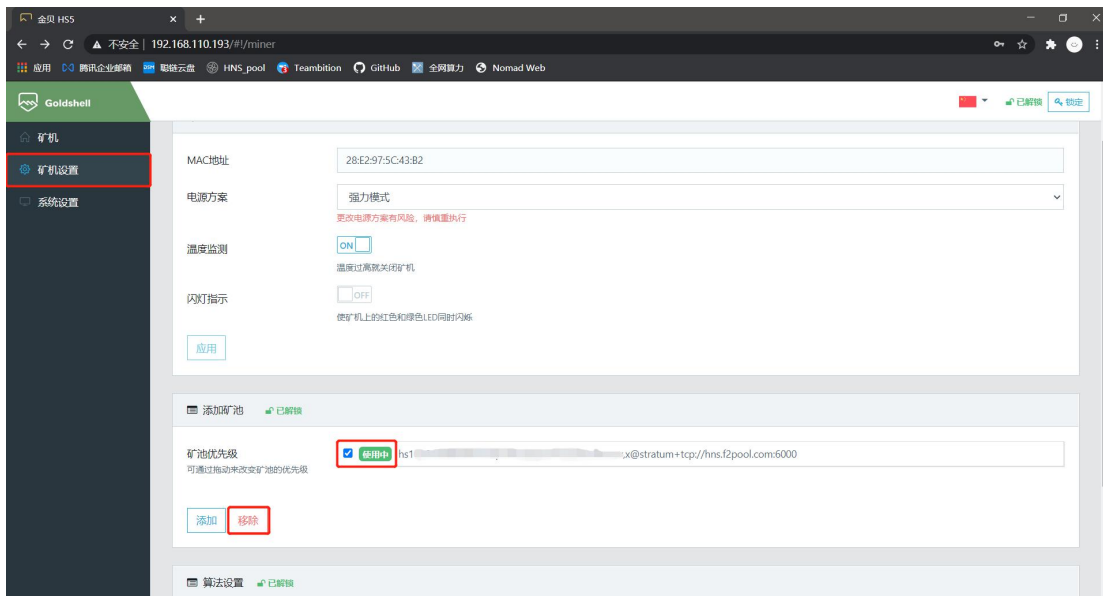 金贝 HS5
不安全 | 192.168.110.193/#!/miner
应用 腾讯企业邮箱 聪链云盘 HNS_pool Teambition GitHub 全网算力 Nomad Web
Goldshell
已解锁 锁定
矿机
矿机设置
系统设置
MAC地址 28:E2:97:5C:43:B2
电源方案 强力模式
更改电源方案有风险，请慎重执行
温度监测 ON
温度过高就关闭矿机
闪灯指示 OFF
使矿机上的红色和绿色LED同时闪烁
应用
添加矿池 已解锁
矿池优先级 使用中 hs1 ,x@stratum+tcp://hns.f2pool.com:6000
可通过拖动来改变矿池的优先级
添加 移除
算法设置 已解锁